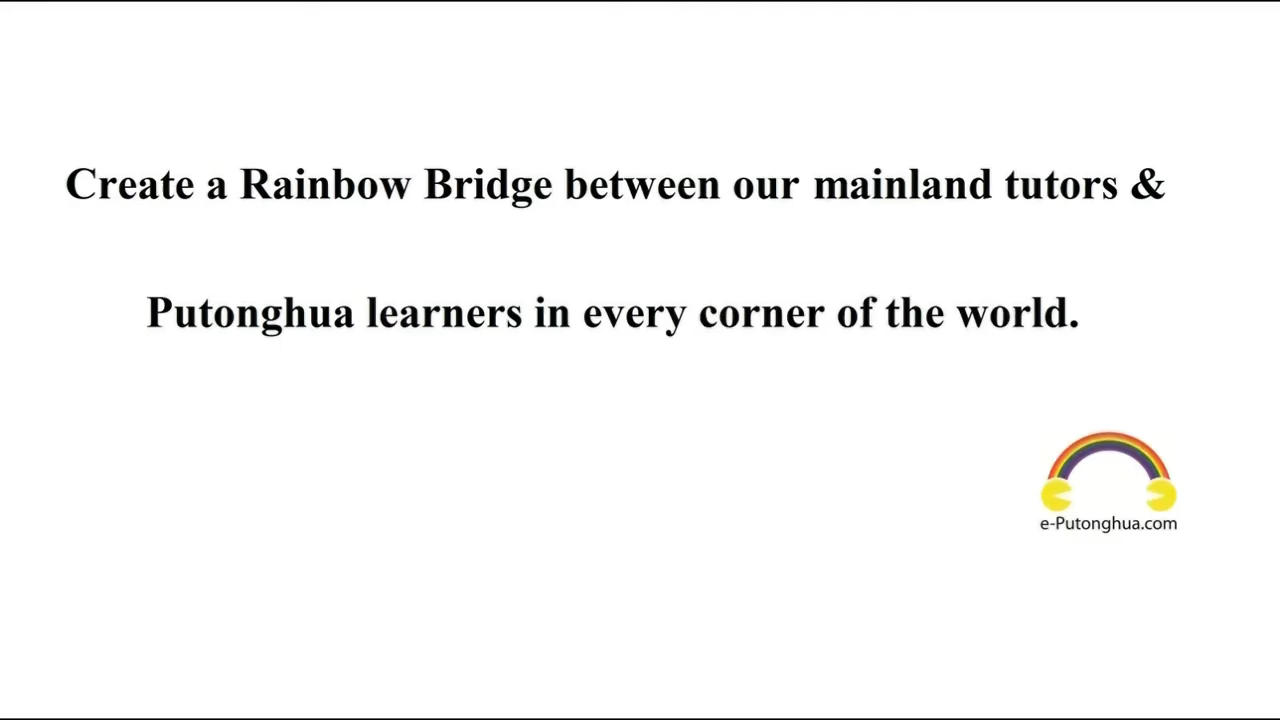 Create a Rainbow Bridge between our mainland tutors &
Putonghua learners in every corner of the world.
e-Putonghua.com